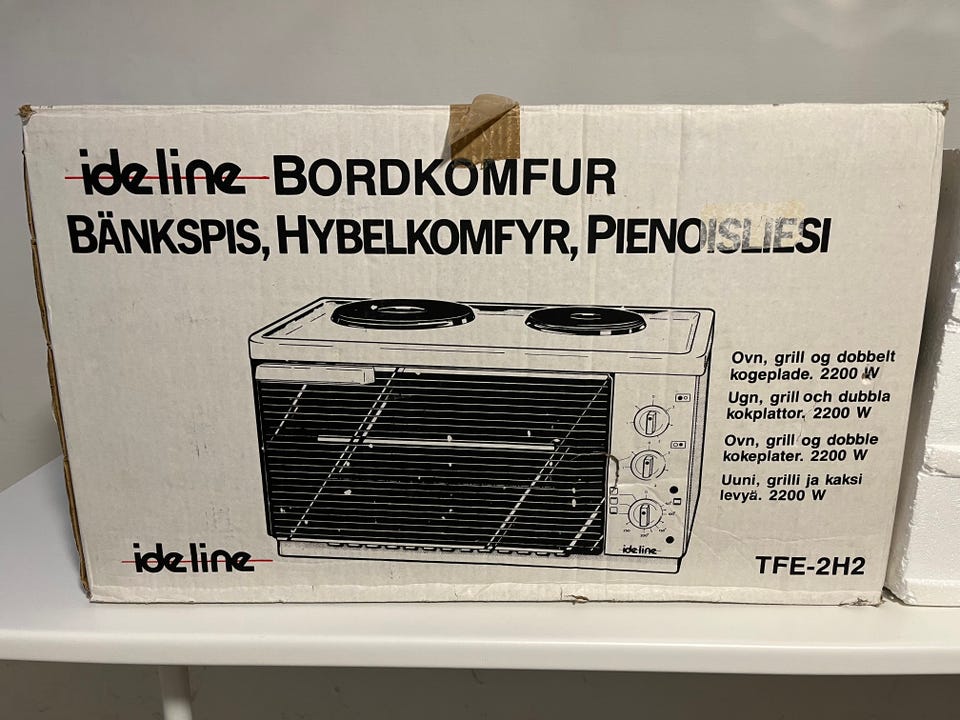 ide line BORDKOMFUR
BÄNKSPIS, HYBELKOMFYR, PIENOISLIESI
Ovn, grill og dobbelt
kogeplade. 2200 W
Ugn, grill och dubbla
kokplattor. 2200 W
Ovn, grill og dobble
kokeplater. 2200 W
Uuni, grilli ja kaksi
levyä. 2200 W
ide line
ide line
TFE-2H2